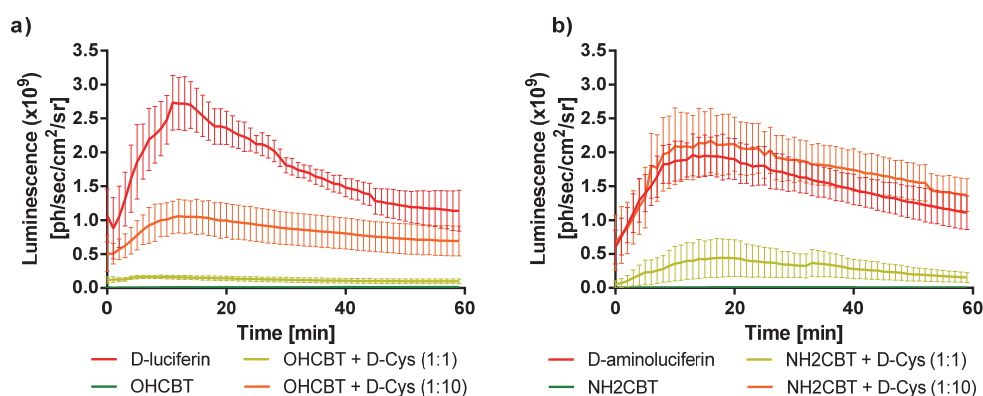 a)
Luminescence (x10⁹)
[ph/sec/cm²/sr]
3.5
3.0
2.5
2.0
1.5
1.0
0.5
0.0
0
20
40
60
Time [min]
D-luciferin
OHCBT + D-Cys (1:1)
OHCBT
OHCBT + D-Cys (1:10)
b)
Luminescence (x10⁹)
[ph/sec/cm²/sr]
3.5
3.0
2.5
2.0
1.5
1.0
0.5
0.0
0
20
40
60
Time [min]
D-aminoluciferin
NH2CBT + D-Cys (1:1)
NH2CBT
NH2CBT + D-Cys (1:10)